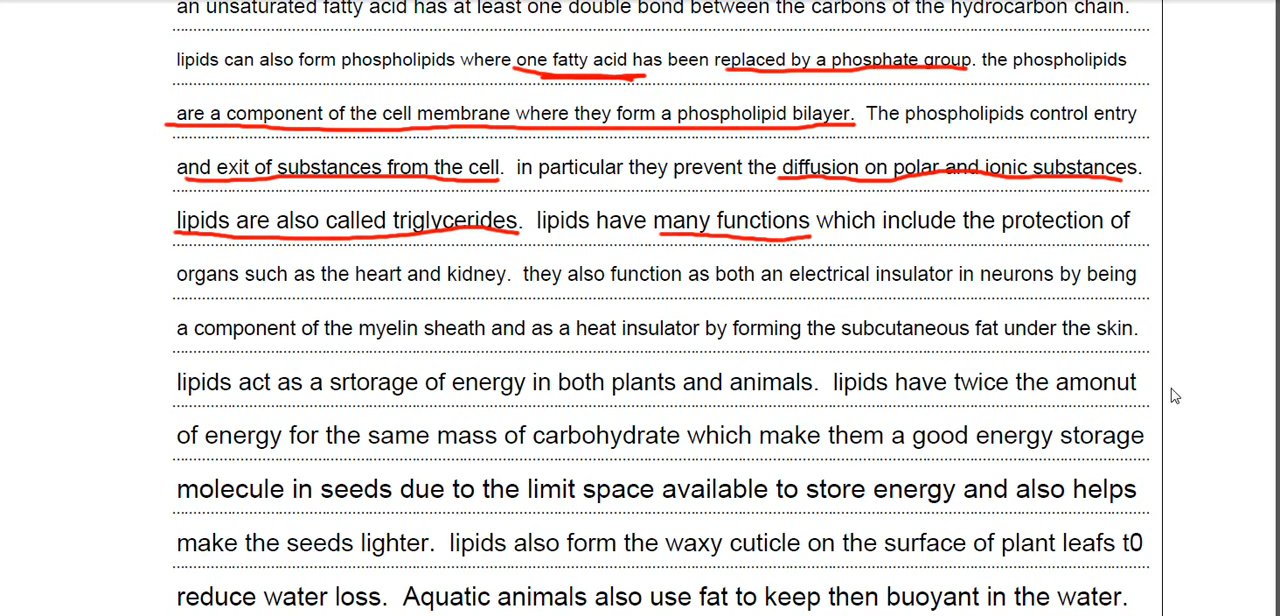 an unsaturated fatty acid has at least one double bond between the carbons of the hydrocarbon chain.
lipids can also form phospholipids where one fatty acid has been replaced by a phosphate group. the phospholipids
are a component of the cell membrane where they form a phospholipid bilayer. The phospholipids control entry
and exit of substances from the cell. in particular they prevent the diffusion on polar and ionic substances.
lipids are also called triglycerides. lipids have many functions which include the protection of
organs such as the heart and kidney. they also function as both an electrical insulator in neurons by being
a component of the myelin sheath and as a heat insulator by forming the subcutaneous fat under the skin.
lipids act as a srtorage of energy in both plants and animals. lipids have twice the amonut
of energy for the same mass of carbohydrate which make them a good energy storage
molecule in seeds due to the limit space available to store energy and also helps
make the seeds lighter. lipids also form the waxy cuticle on the surface of plant leafs t0
reduce water loss. Aquatic animals also use fat to keep then buoyant in the water.